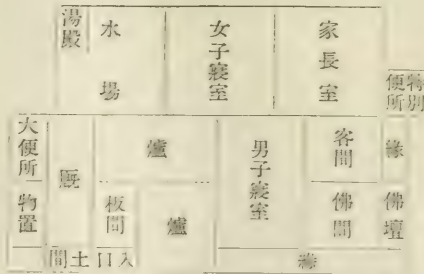 特別
便所
家長室
女子寢室
水場
湯殿
緣
客間
男子寢室
爐
厩
大便所
佛壇
佛間
爐
板間
物置
緣
入口土間